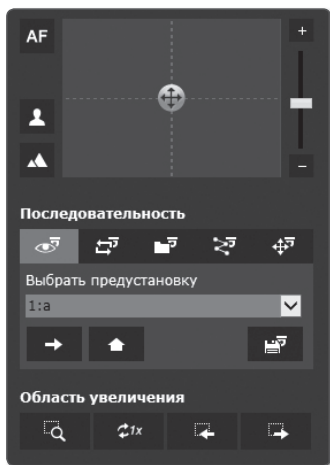 AF
+
-
Последовательность
Выбрать предустановку
1:a
Область увеличения
1x